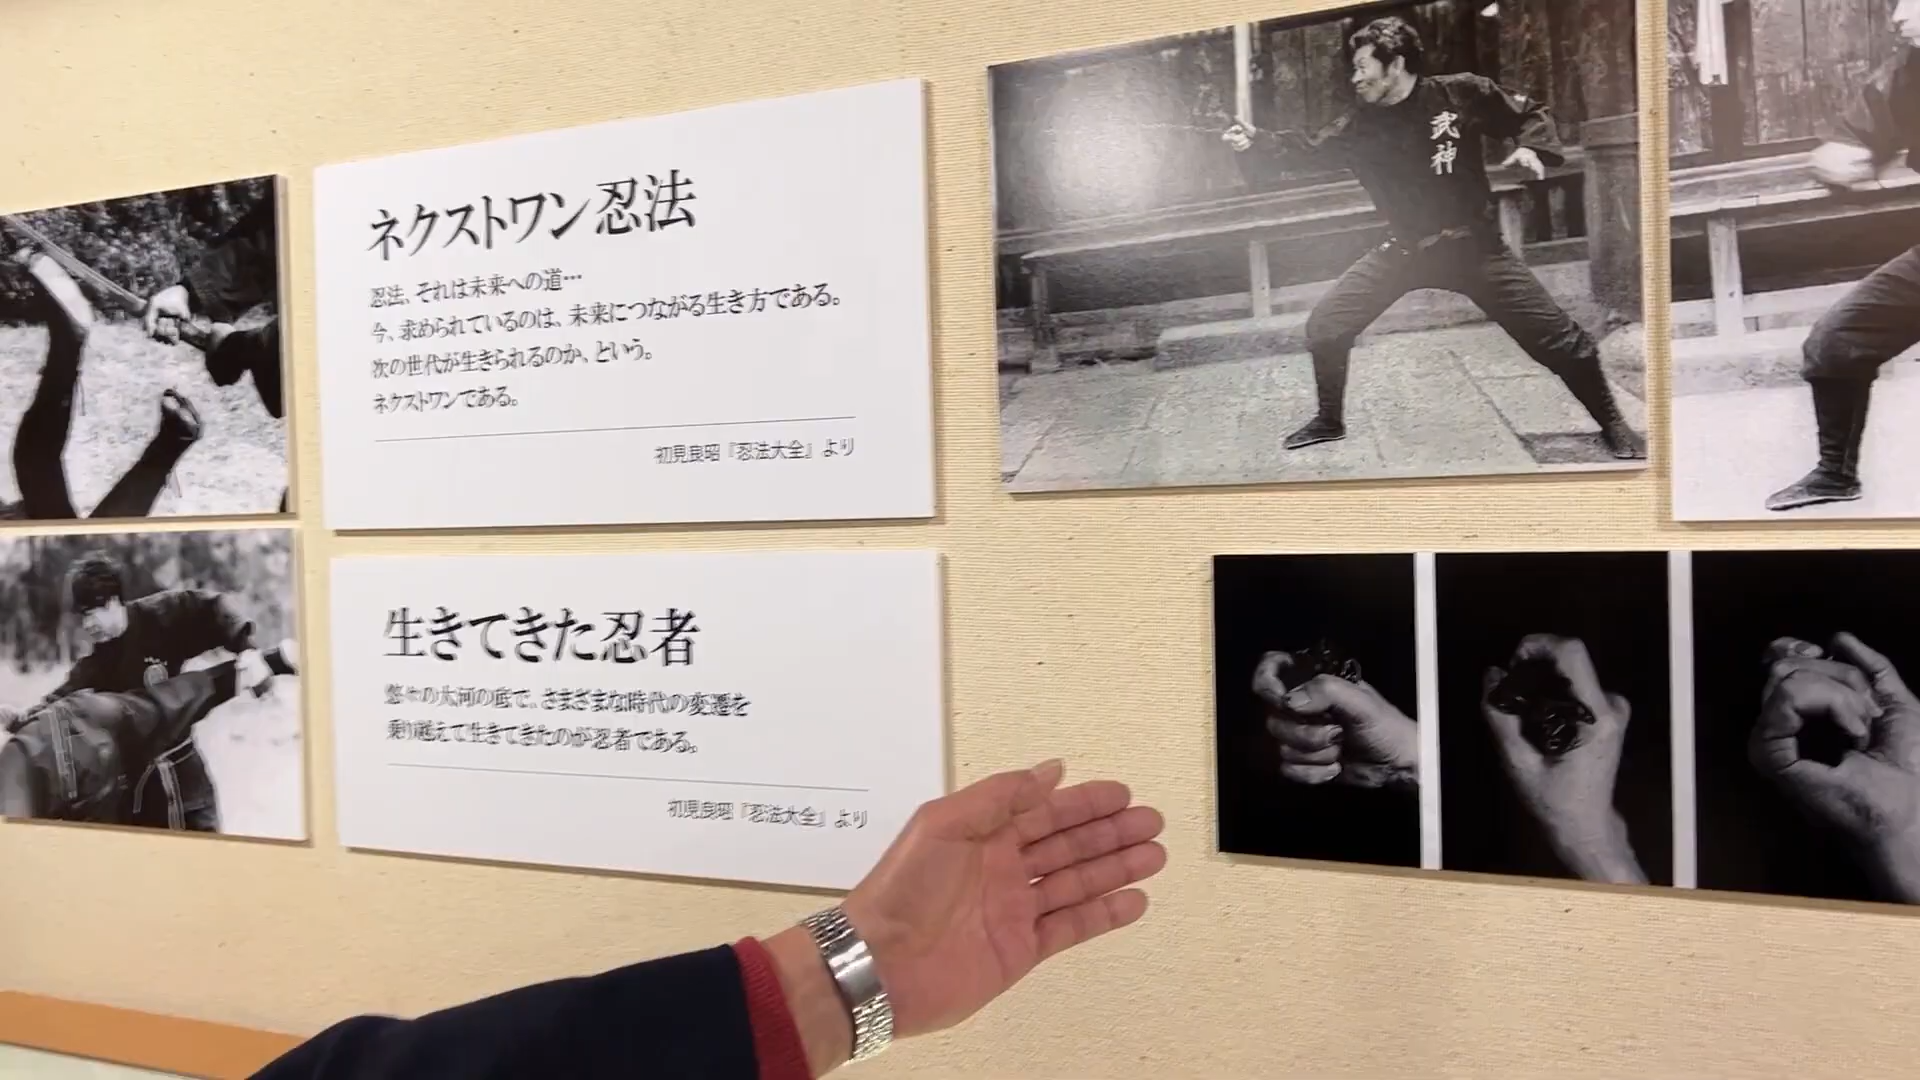 ネクストワン忍法
忍法、それは未来への道…
今、求められているのは、未来につながる生き方である。
次の世代が生きられるのか、という。
ネクストワンである。
初見良昭『忍法大全』より
生きてきた忍者
悠々の大河の底で、さまざまな時代の変遷を
乗り越えて生きてきたのが忍者である。
初見良昭『忍法大全』より
武神